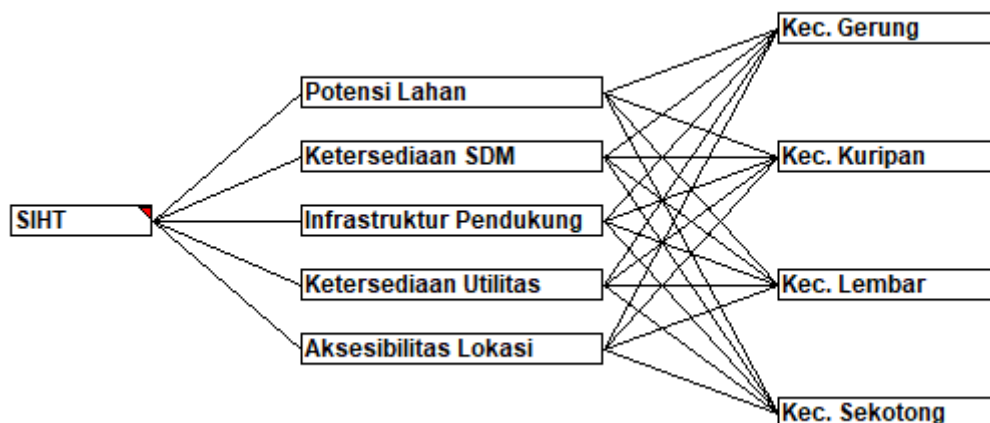 SIHT
Potensi Lahan
Ketersediaan SDM
Infrastruktur Pendukung
Ketersediaan Utilitas
Aksesibilitas Lokasi
Kec. Gerung
Kec. Kuripan
Kec. Lembar
Kec. Sekotong